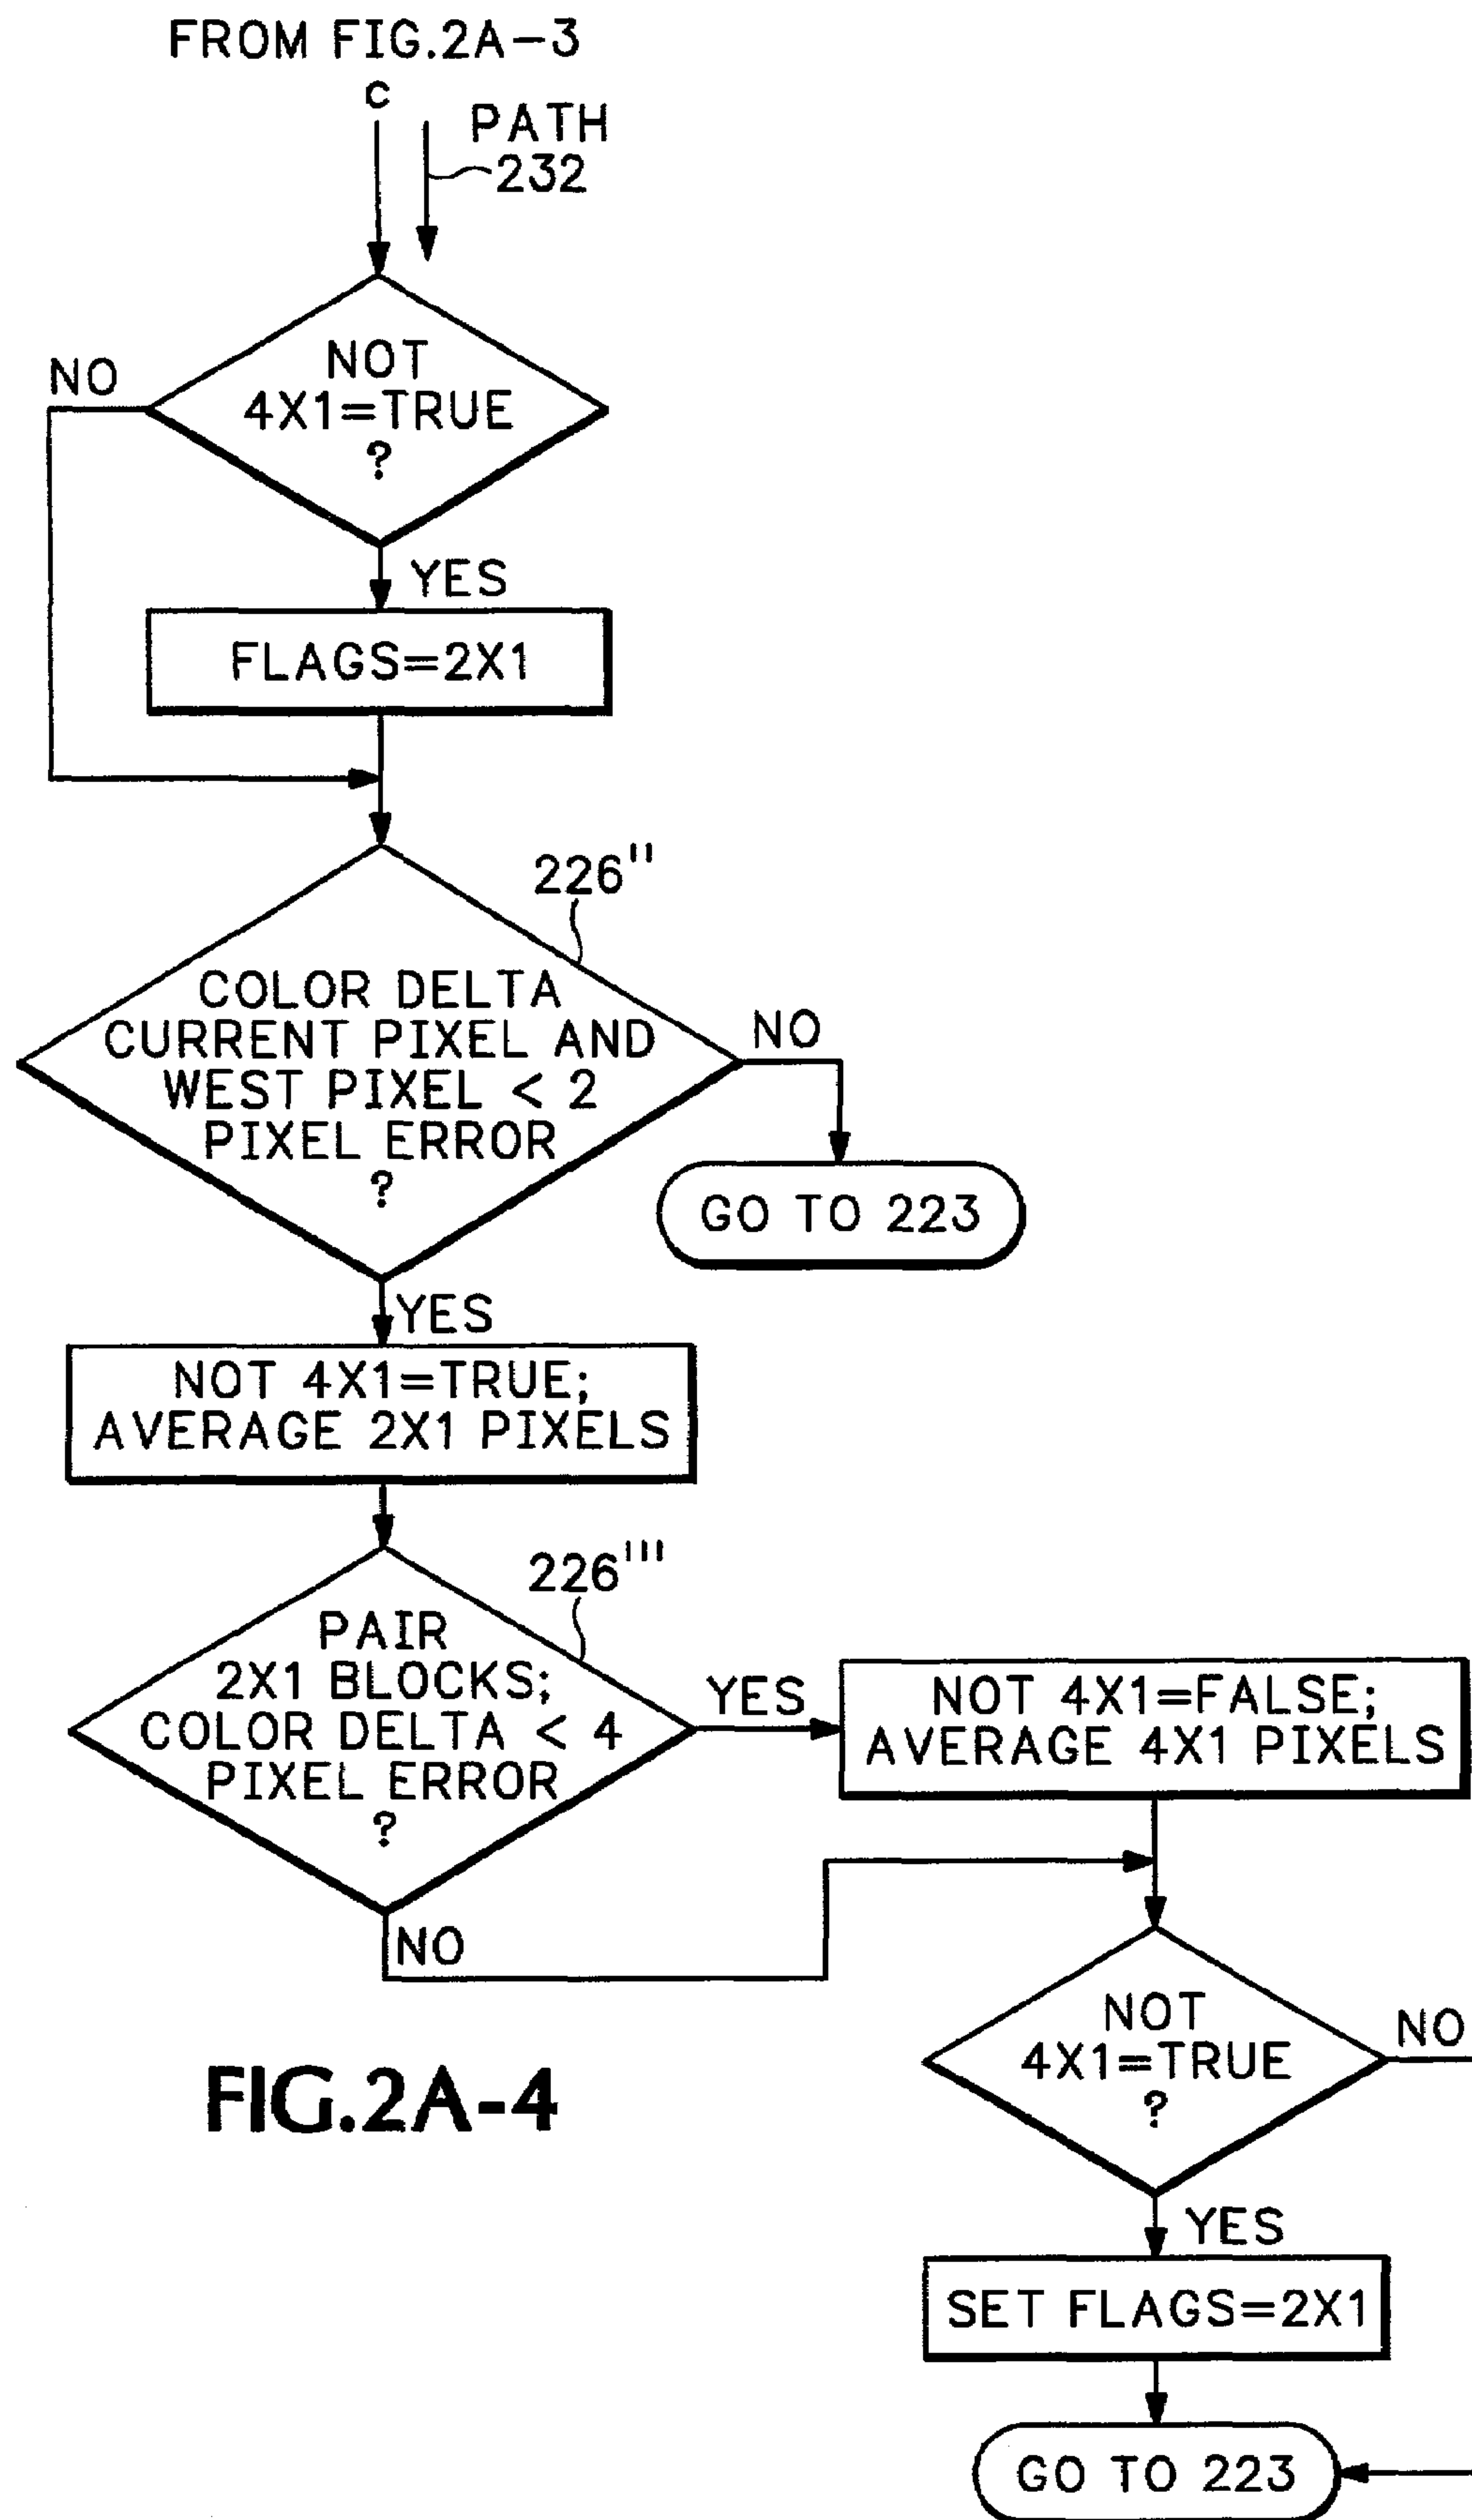 FROM FIG.2A-3
C
PATH
232
NOT
4X1=TRUE
?
NO
YES
FLAGS=2X1
226"
COLOR DELTA
CURRENT PIXEL AND
WEST PIXEL < 2
PIXEL ERROR
?
NO
GO TO 223
YES
NOT 4X1=TRUE;
AVERAGE 2X1 PIXELS
226'''
PAIR
2X1 BLOCKS;
COLOR DELTA < 4
PIXEL ERROR
?
YES
NOT 4X1=FALSE;
AVERAGE 4X1 PIXELS
NO
NOT
4X1=TRUE
?
NO
YES
SET FLAGS=2X1
GO TO 223
FIG.2A-4